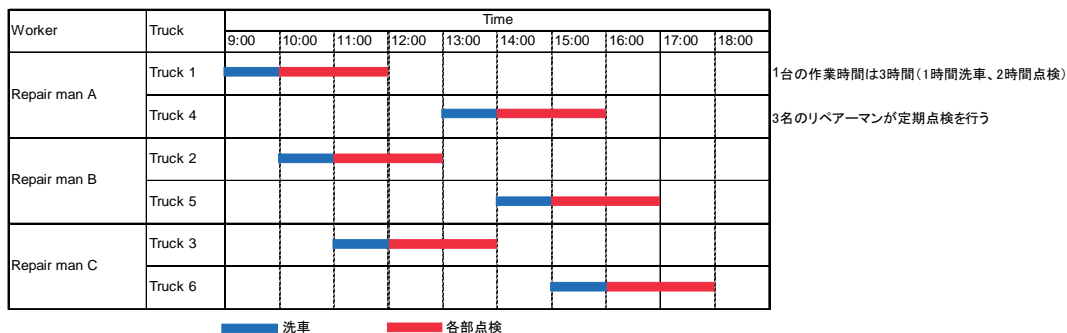 Worker Truck Time
9:00 10:00 11:00 12:00 13:00 14:00 15:00 16:00 17:00 18:00
Repair man A
Truck 1
Truck 4
Repair man B
Truck 2
Truck 5
Repair man C
Truck 3
Truck 6
1台の作業時間は3時間(1時間洗車、2時間点検)
3名のリペアーマンが定期点検を行う
洗車 各部点検